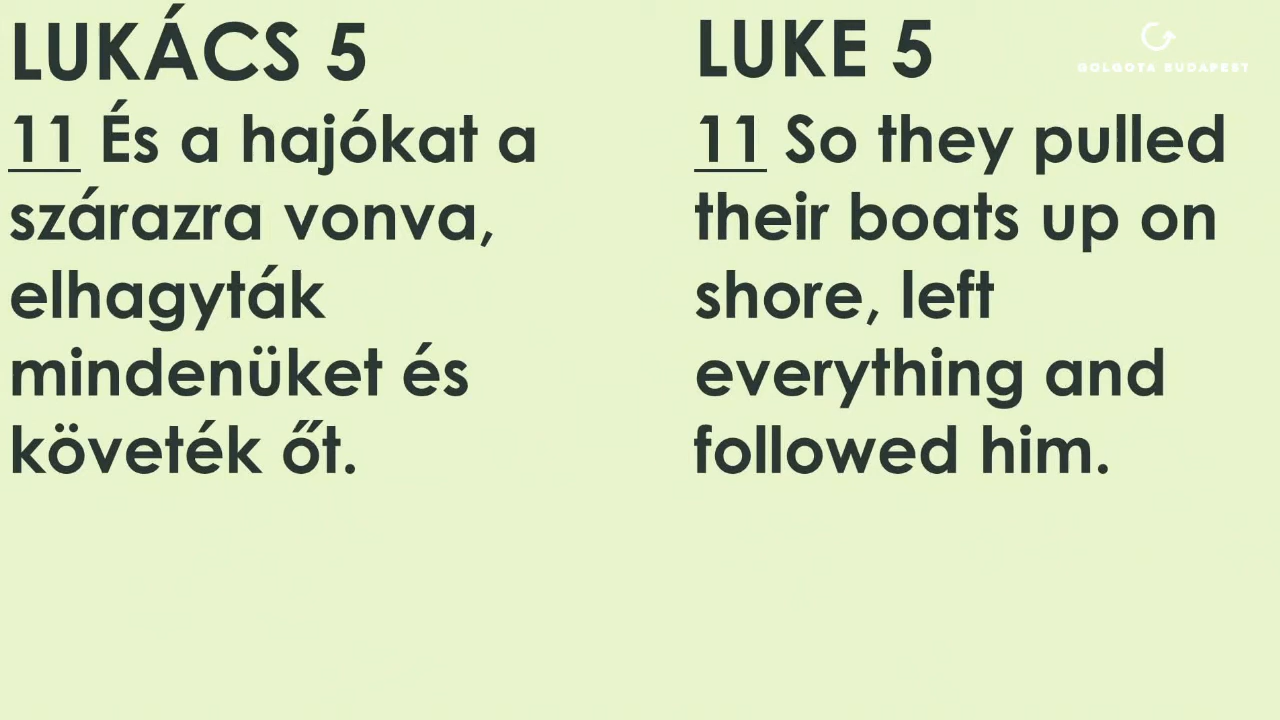 LUKÁCS 5
11 És a hajókat a
szárazra vonva,
elhagyták
mindenüket és
követék őt.
LUKE 5
11 So they pulled
their boats up on
shore, left
everything and
followed him.
GOLGOTA BUDAPEST